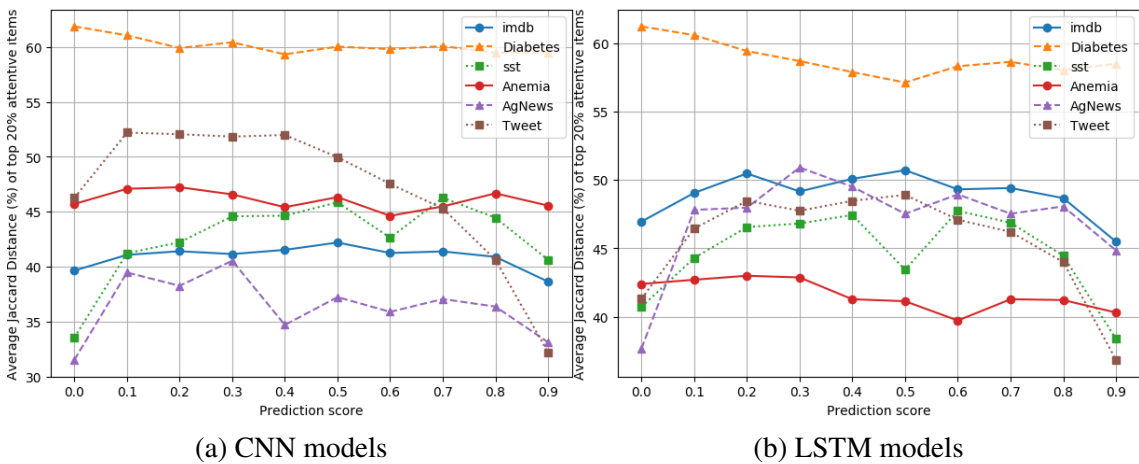 Average Jaccard Distance (%) of top 20% attentive items
60
55
50
45
40
35
30
0.0 0.1 0.2 0.3 0.4 0.5 0.6 0.7 0.8 0.9
Prediction score
imdb
Diabetes
sst
Anemia
AgNews
Tweet
(a) CNN models
Average Jaccard Distance (%) of top 20% attentive items
60
55
50
45
40
0.0 0.1 0.2 0.3 0.4 0.5 0.6 0.7 0.8 0.9
Prediction score
imdb
Diabetes
sst
Anemia
AgNews
Tweet
(b) LSTM models